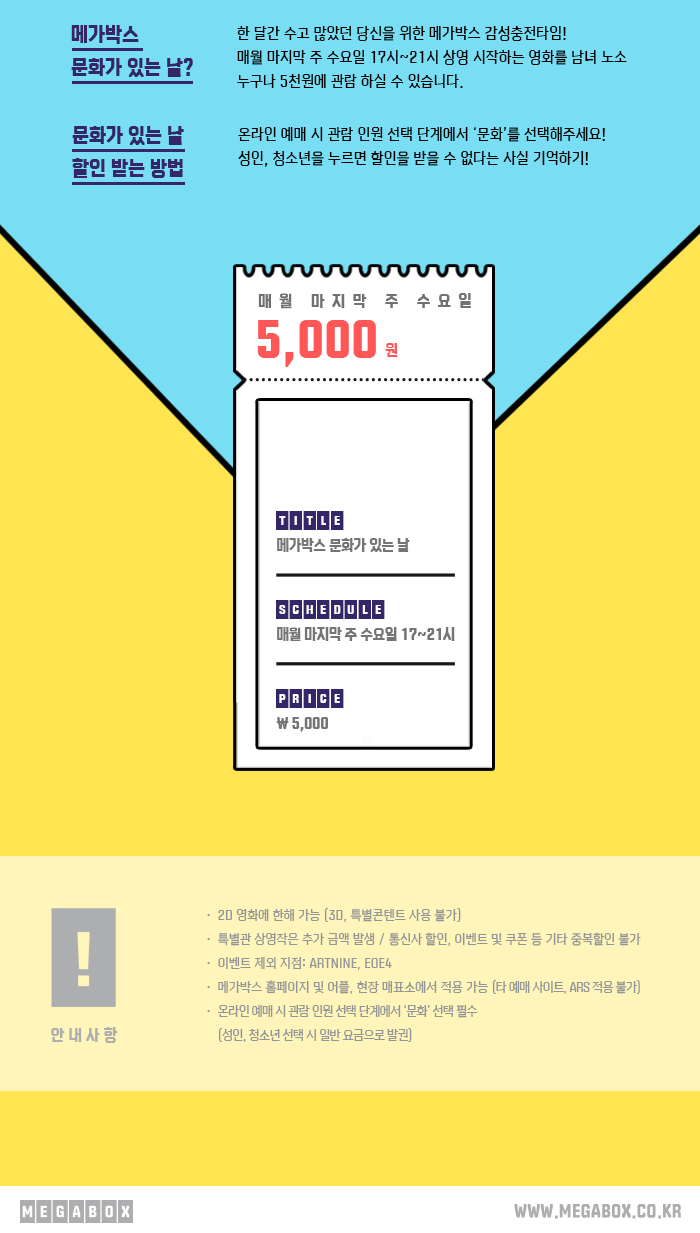 메가박스
문화가 있는 날?
한 달간 수고 많았던 당신을 위한 메가박스 감성충전타임!
매월 마지막 주 수요일 17시~21시 상영 시작하는 영화를 남녀 노소
누구나 5천원에 관람 하실 수 있습니다.
문화가 있는 날
할인 받는 방법
온라인 예매 시 관람 인원 선택 단계에서 ‘문화’를 선택해주세요!
성인, 청소년을 누르면 할인을 받을 수 없다는 사실 기억하기!
매월 마지막 주 수요일
5,000 원
TITLE
메가박스 문화가 있는 날
SCHEDULE
매월 마지막 주 수요일 17~21시
PRICE
₩ 5,000
!
안내사항
· 2D 영화에 한해 가능 (3D, 특별콘텐트 사용 불가)
· 특별관 상영작은 추가 금액 발생 / 통신사 할인, 이벤트 및 쿠폰 등 기타 중복할인 불가
· 이벤트 제외 지점: ARTNINE, EOE4
· 메가박스 홈페이지 및 어플, 현장 매표소에서 적용 가능 (타 예매 사이트, ARS 적용 불가)
· 온라인 예매 시 관람 인원 선택 단계에서 ‘문화’ 선택 필수
(성인, 청소년 선택 시 일반 요금으로 발권)
MEGABOX
WWW.MEGABOX.CO.KR